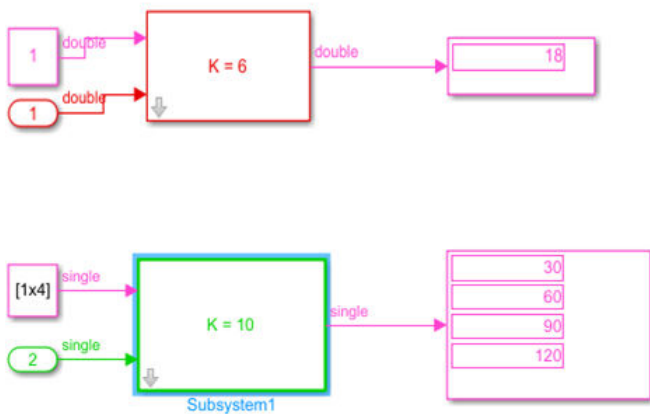 1
double
double
1
K = 6
double
18
[1x4]
single
single
2
K = 10
Subsystem1
single
30
60
90
120